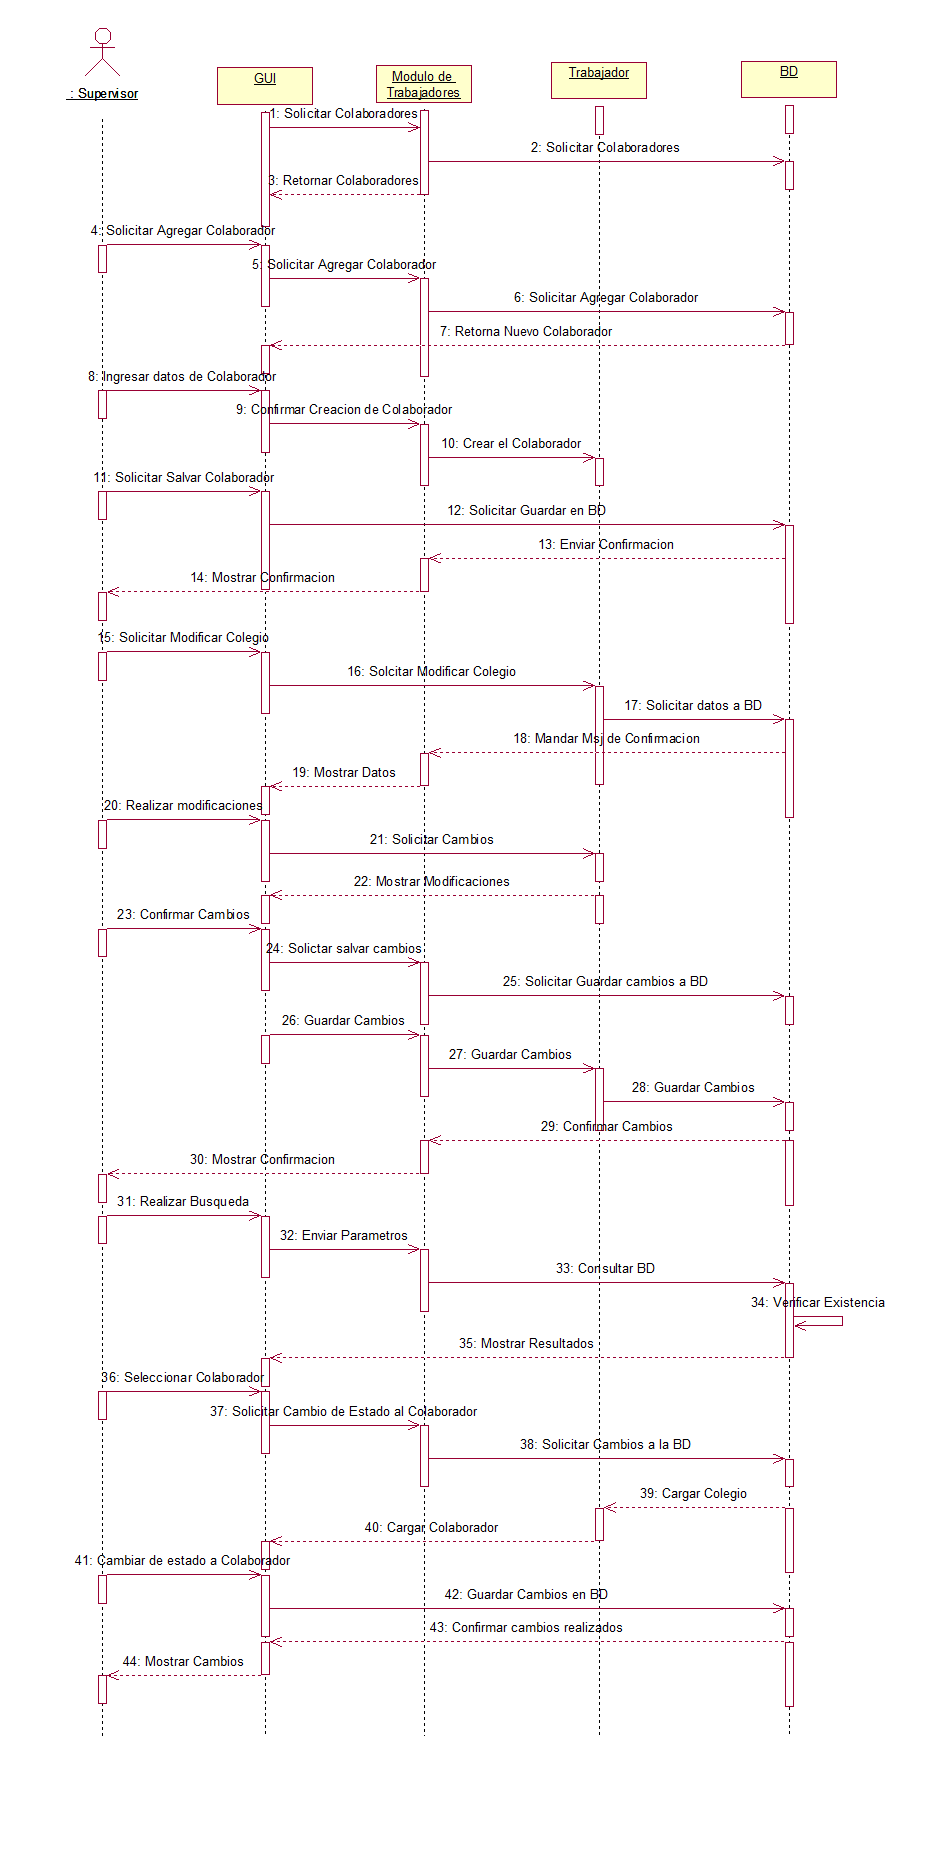 : Supervisor
GUI
Modulo de
Trabajadores
Trabajador
BD
1: Solicitar Colaboradores
2: Solicitar Colaboradores
3: Retornar Colaboradores
4: Solicitar Agregar Colaborador
5: Solicitar Agregar Colaborador
6: Solicitar Agregar Colaborador
7: Retorna Nuevo Colaborador
8: Ingresar datos de Colaborador
9: Confirmar Creacion de Colaborador
10: Crear el Colaborador
11: Solicitar Salvar Colaborador
12: Solicitar Guardar en BD
13: Enviar Confirmacion
14: Mostrar Confirmacion
15: Solicitar Modificar Colegio
16: Solcitar Modificar Colegio
17: Solicitar datos a BD
18: Mandar Msj de Confirmacion
19: Mostrar Datos
20: Realizar modificaciones
21: Solicitar Cambios
22: Mostrar Modificaciones
23: Confirmar Cambios
24: Solictar salvar cambios
25: Solicitar Guardar cambios a BD
26: Guardar Cambios
27: Guardar Cambios
28: Guardar Cambios
29: Confirmar Cambios
30: Mostrar Confirmacion
31: Realizar Busqueda
32: Enviar Parametros
33: Consultar BD
34: Verificar Existencia
35: Mostrar Resultados
36: Seleccionar Colaborador
37: Solicitar Cambio de Estado al Colaborador
38: Solicitar Cambios a la BD
39: Cargar Colegio
40: Cargar Colaborador
41: Cambiar de estado a Colaborador
42: Guardar Cambios en BD
43: Confirmar cambios realizados
44: Mostrar Cambios